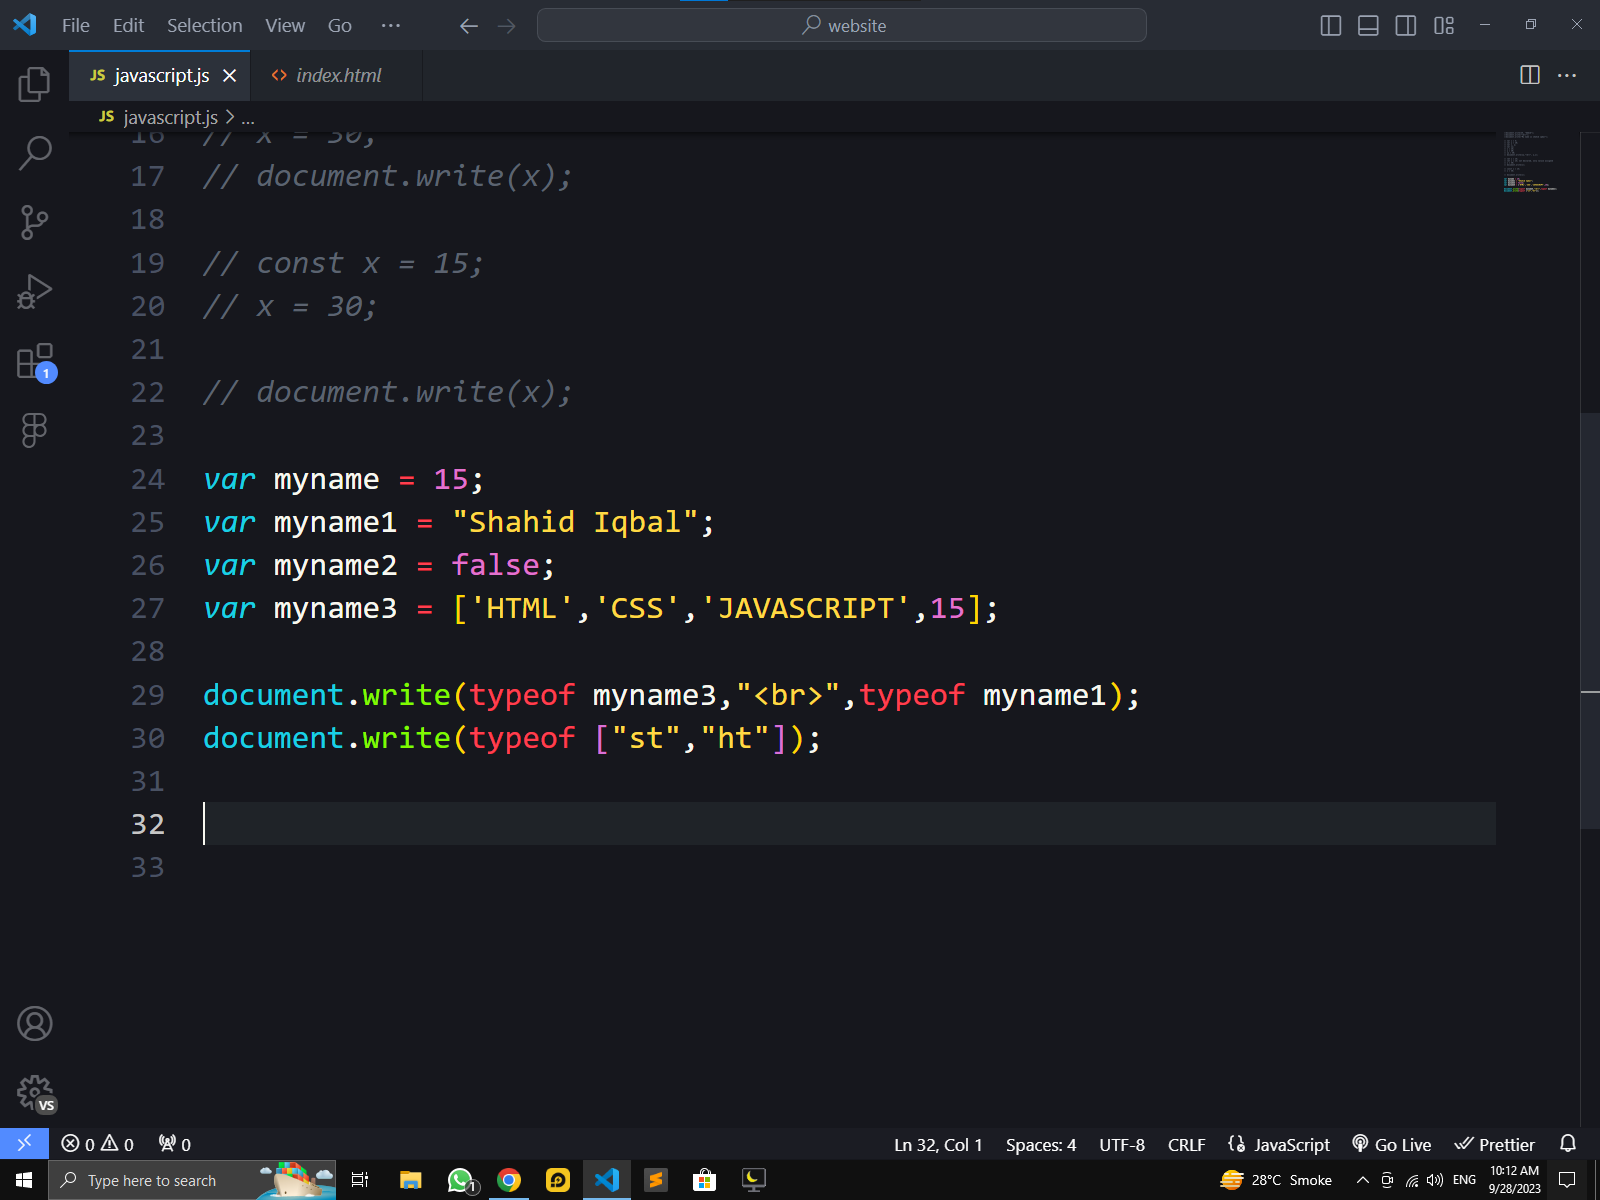 File Edit Selection View Go ··· website
JS javascript.js <> index.html
JS javascript.js > ...
16 // x = 30;
17 // document.write(x);
18
19 // const x = 15;
20 // x = 30;
21
22 // document.write(x);
23
24 var myname = 15;
25 var myname1 = "Shahid Iqbal";
26 var myname2 = false;
27 var myname3 = ['HTML','CSS','JAVASCRIPT',15];
28
29 document.write(typeof myname3,"<br>",typeof myname1);
30 document.write(typeof ["st","ht"]);
31
32
33
1
VS
0 0 0 Ln 32, Col 1 Spaces: 4 UTF-8 CRLF JavaScript Go Live Prettier
Type here to search 1 28°C Smoke ENG 10:12 AM
9/28/2023